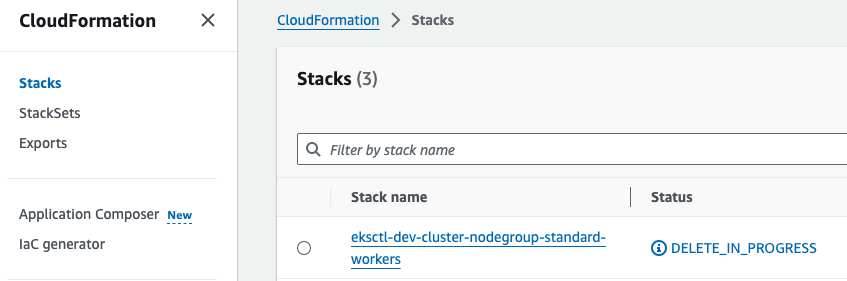 CloudFormation
CloudFormation > Stacks
Stacks
StackSets
Exports
Application Composer New
IaC generator
Stacks (3)
Filter by stack name
Stack name
Status
eksctl-dev-cluster-nodegroup-standard-
workers
DELETE_IN_PROGRESS